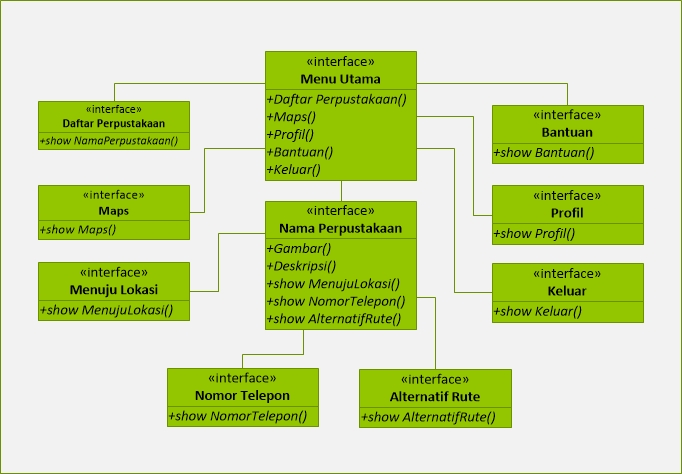 «interface»
Menu Utama
+Daftar Perpustakaan()
+Maps()
+Profil()
+Bantuan()
+Keluar()
«interface»
Daftar Perpustakaan
+show NamaPerpustakaan()
«interface»
Bantuan
+show Bantuan()
«interface»
Maps
+show Maps()
«interface»
Profil
+show Profil()
«interface»
Nama Perpustakaan
+Gambar()
+Deskripsi()
+show MenujuLokasi()
+show NomorTelepon()
+show AlternatifRute()
«interface»
Menuju Lokasi
+show MenujuLokasi()
«interface»
Keluar
+show Keluar()
«interface»
Nomor Telepon
+show NomorTelepon()
«interface»
Alternatif Rute
+show AlternatifRute()